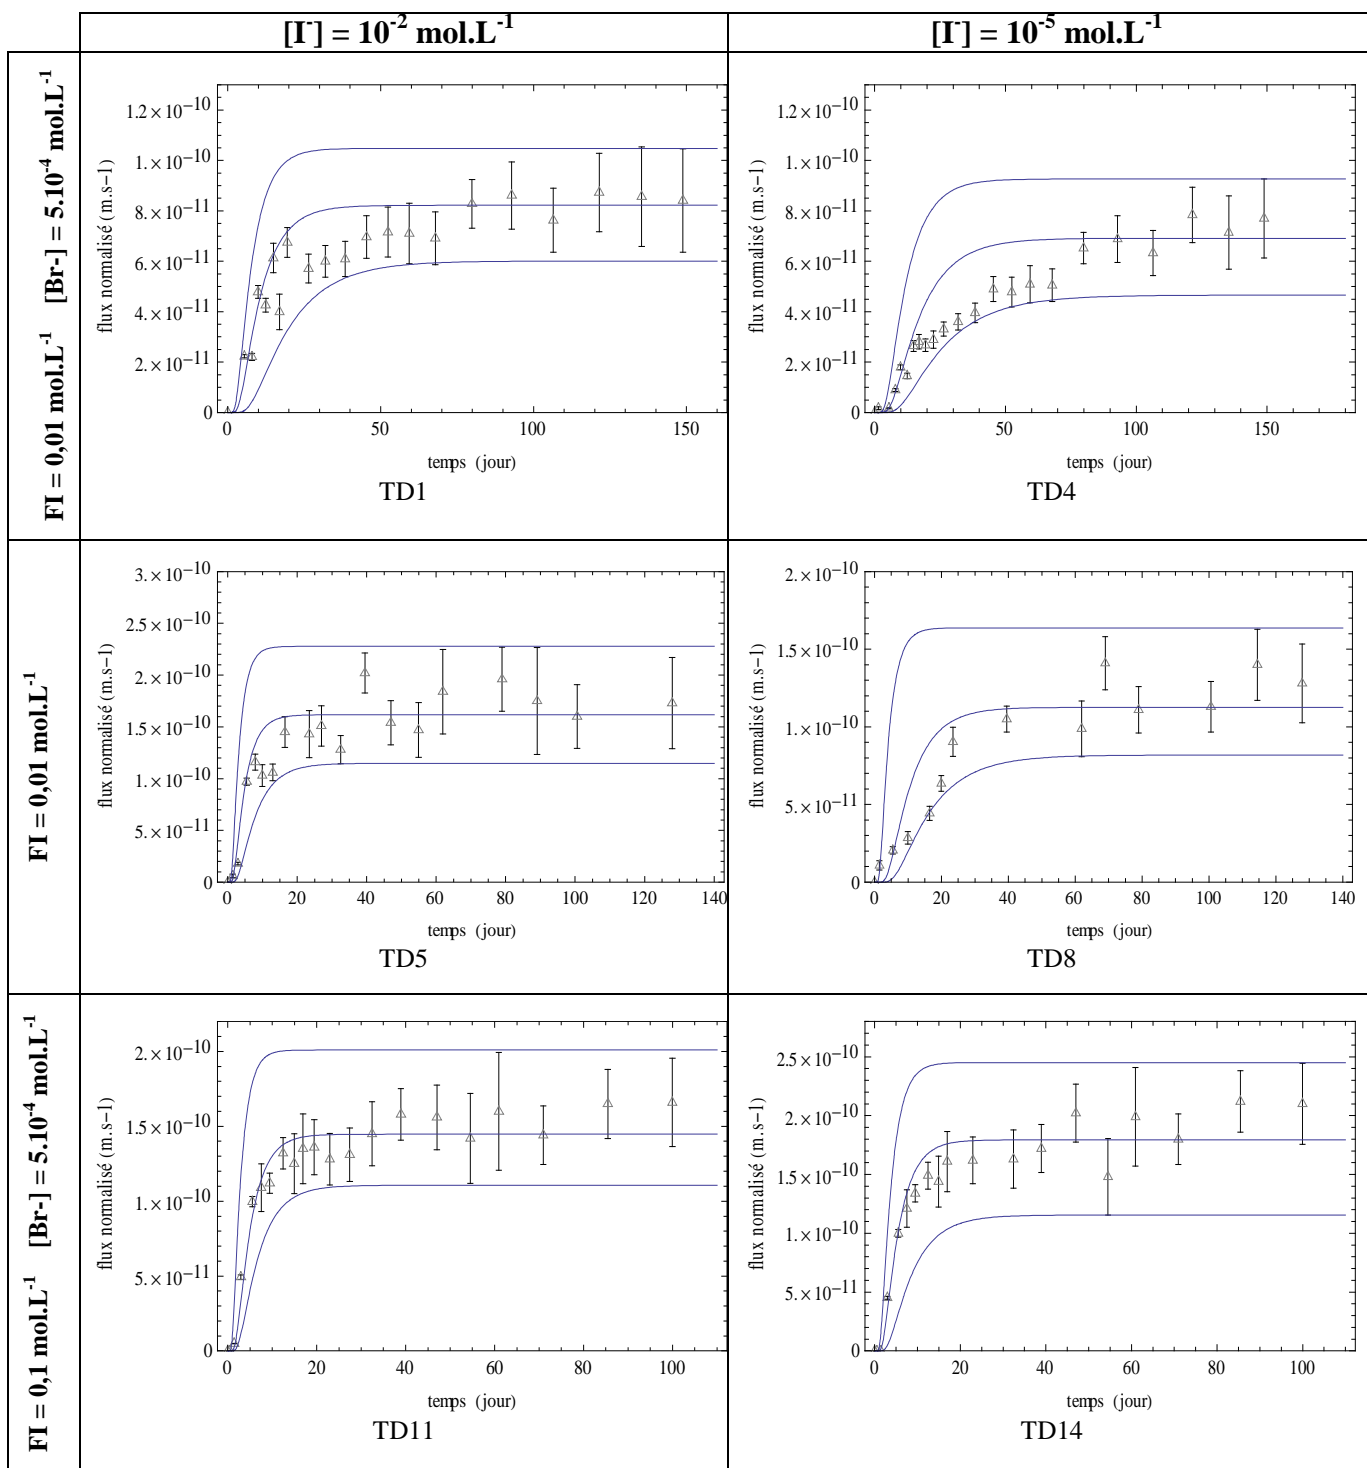 [I⁻] = 10⁻² mol.L⁻¹ [I⁻] = 10⁻⁵ mol.L⁻¹
FI = 0,01 mol.L⁻¹ [Br-] = 5.10⁻⁴ mol.L⁻¹
flux normalisé (m.s−1)
1.2×10⁻¹⁰
1.×10⁻¹⁰
8.×10⁻¹¹
6.×10⁻¹¹
4.×10⁻¹¹
2.×10⁻¹¹
0
0 50 100 150
temps (jour)
TD1
flux normalisé (m.s−1)
1.2×10⁻¹⁰
1.×10⁻¹⁰
8.×10⁻¹¹
6.×10⁻¹¹
4.×10⁻¹¹
2.×10⁻¹¹
0
0 50 100 150
temps (jour)
TD4
FI = 0,01 mol.L⁻¹
flux normalisé (m.s−1)
3.×10⁻¹⁰
2.5×10⁻¹⁰
2.×10⁻¹⁰
1.5×10⁻¹⁰
1.×10⁻¹⁰
5.×10⁻¹¹
0
0 20 40 60 80 100 120 140
temps (jour)
TD5
flux normalisé (m.s−1)
2.×10⁻¹⁰
1.5×10⁻¹⁰
1.×10⁻¹⁰
5.×10⁻¹¹
0
0 20 40 60 80 100 120 140
temps (jour)
TD8
FI = 0,1 mol.L⁻¹ [Br-] = 5.10⁻⁴ mol.L⁻¹
flux normalisé (m.s−1)
2.×10⁻¹⁰
1.5×10⁻¹⁰
1.×10⁻¹⁰
5.×10⁻¹¹
0
0 20 40 60 80 100
temps (jour)
TD11
flux normalisé (m.s−1)
2.5×10⁻¹⁰
2.×10⁻¹⁰
1.5×10⁻¹⁰
1.×10⁻¹⁰
5.×10⁻¹¹
0
0 20 40 60 80 100
temps (jour)
TD14